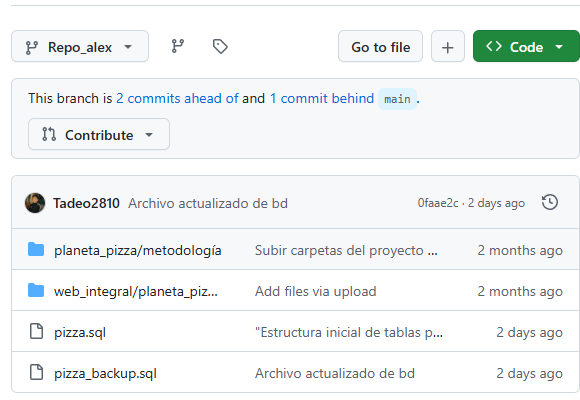 Repo_alex Go to file Code
This branch is 2 commits ahead of and 1 commit behind main.
Contribute
Tadeo2810 Archivo actualizado de bd 0faae2c · 2 days ago
planeta_pizza/metodología Subir carpetas del proyecto ... 2 months ago
web_integral/planeta_piz... Add files via upload 2 months ago
pizza.sql "Estructura inicial de tablas p... 2 days ago
pizza_backup.sql Archivo actualizado de bd 2 days ago